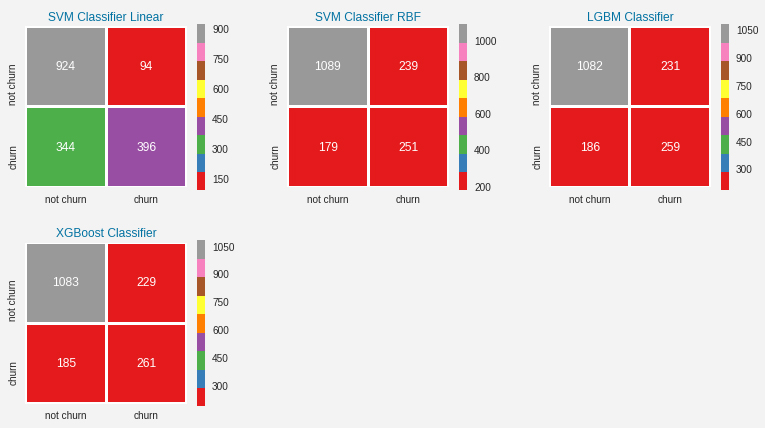 SVM Classifier Linear
not churn
churn
924
94
344
396
not churn
churn
900
750
600
450
300
150
SVM Classifier RBF
not churn
churn
1089
239
179
251
not churn
churn
1000
800
600
400
200
LGBM Classifier
not churn
churn
1082
231
186
259
not churn
churn
1050
900
750
600
450
300
XGBoost Classifier
not churn
churn
1083
229
185
261
not churn
churn
1050
900
750
600
450
300